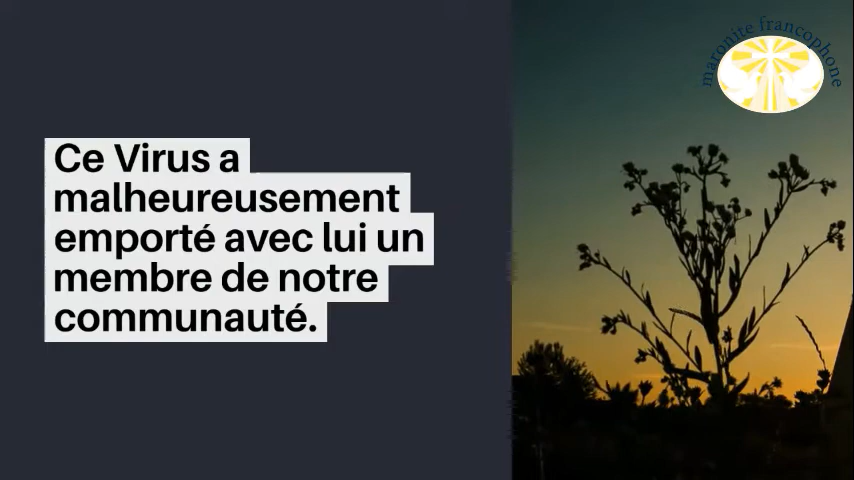 maronite francophone
Ce Virus a
malheureusement
emporté avec lui un
membre de notre
communauté.